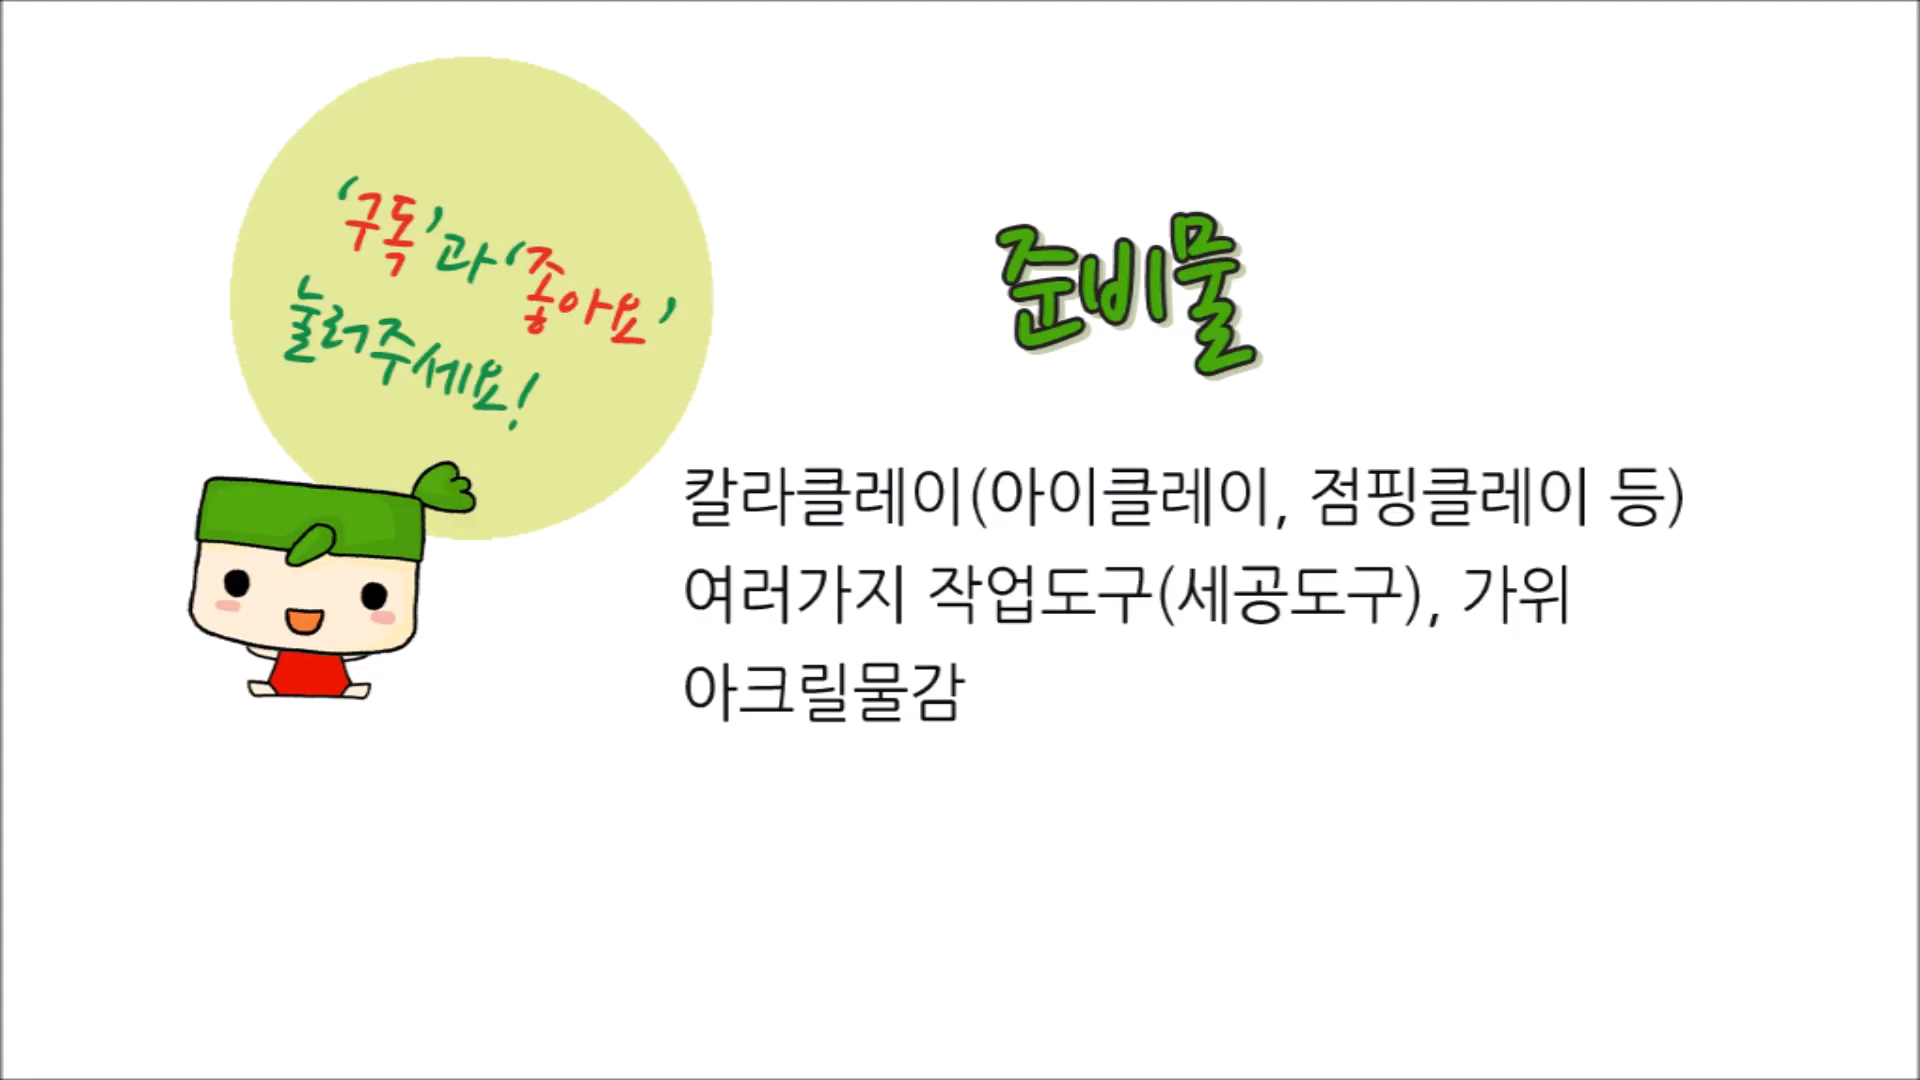 ‘구독’과 ‘좋아요’
눌러주세요!
준비물
칼라클레이(아이클레이, 점핑클레이 등)
여러가지 작업도구(세공도구), 가위
아크릴물감